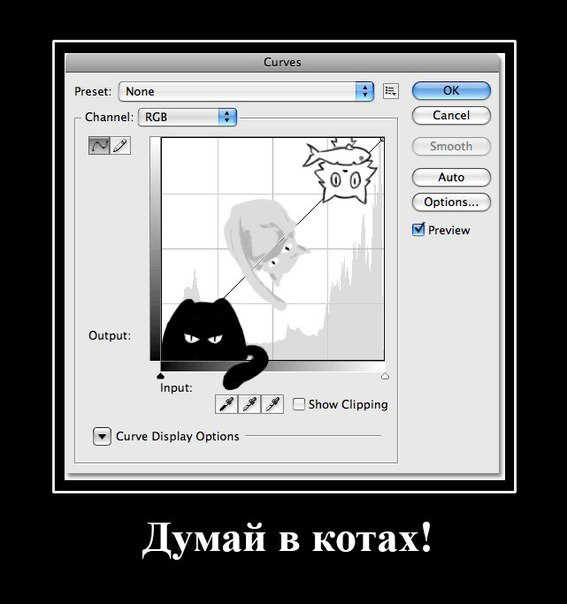 Curves
Preset: None
Channel: RGB
OK
Cancel
Smooth
Auto
Options...
Preview
Output:
Input:
Show Clipping
Curve Display Options
Думай в котах!